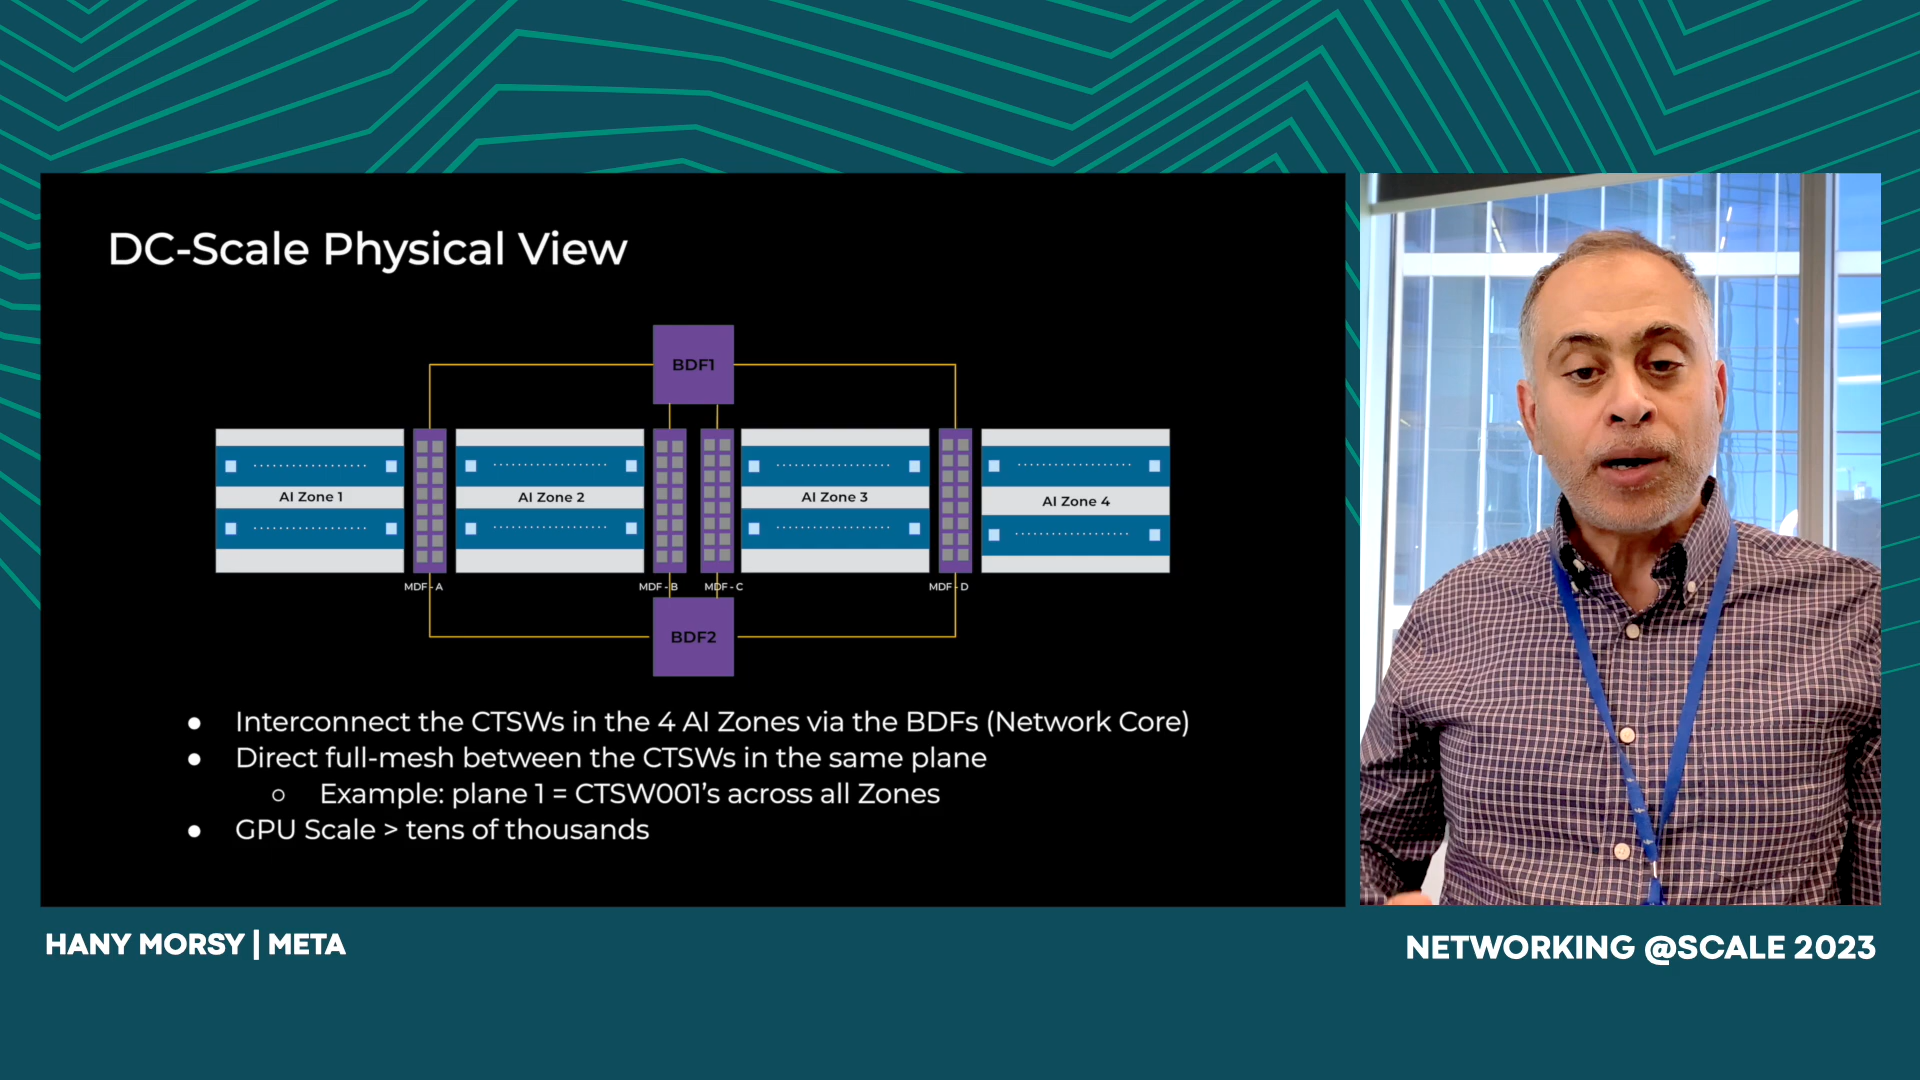 DC-Scale Physical View
BDF1
AI Zone 1
AI Zone 2
AI Zone 3
AI Zone 4
MDF - A
MDF - B
MDF - C
MDF - D
BDF2
● Interconnect the CTSWs in the 4 AI Zones via the BDFs (Network Core)
● Direct full-mesh between the CTSWs in the same plane
○ Example: plane 1 = CTSW001's across all Zones
● GPU Scale > tens of thousands
HANY MORSY | META
NETWORKING @SCALE 2023